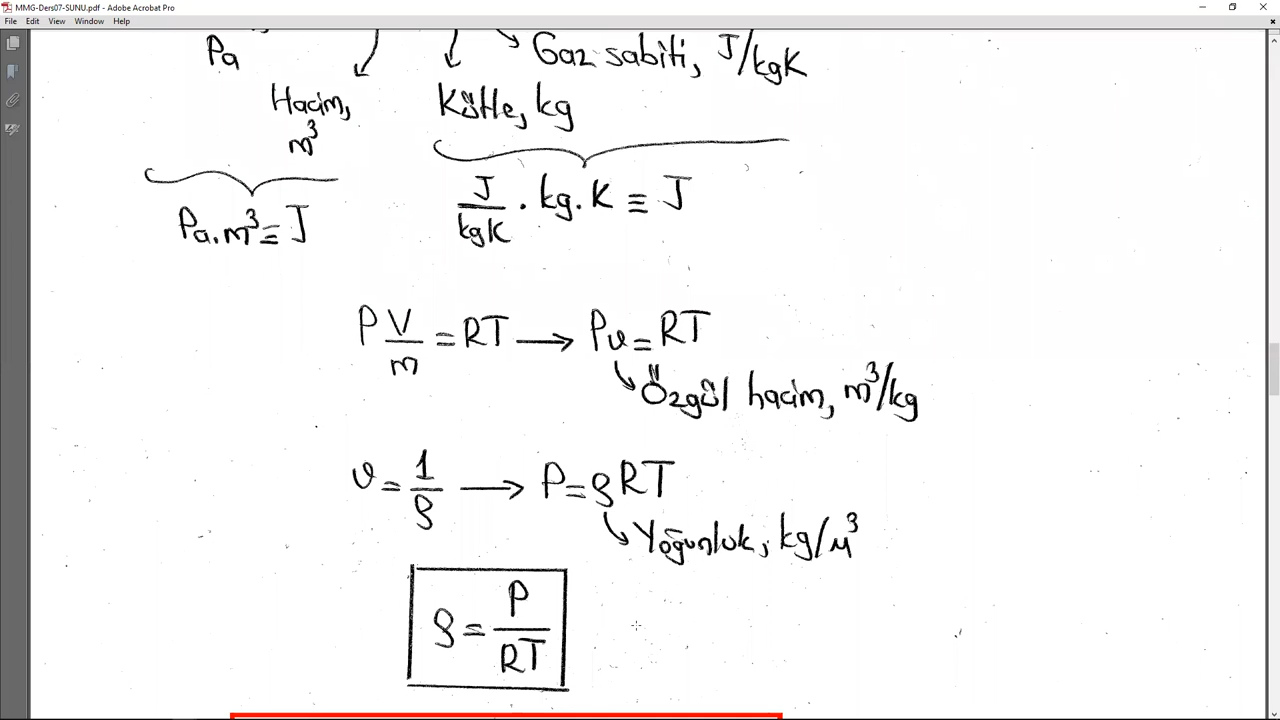 MMG-Ders07-SUNU.pdf - Adobe Acrobat Pro
File Edit View Window Help
Pa
Gaz sabiti, J/kgK
Hacim,
m³
Kütle, kg
Pa.m³ ≡ J
J/kgK . kg.K ≡ J
P V/m = RT → Pv = RT
Özgül hacim, m³/kg
v = 1/ρ → P = ρRT
Yoğunluk, kg/m³
ρ = P/RT